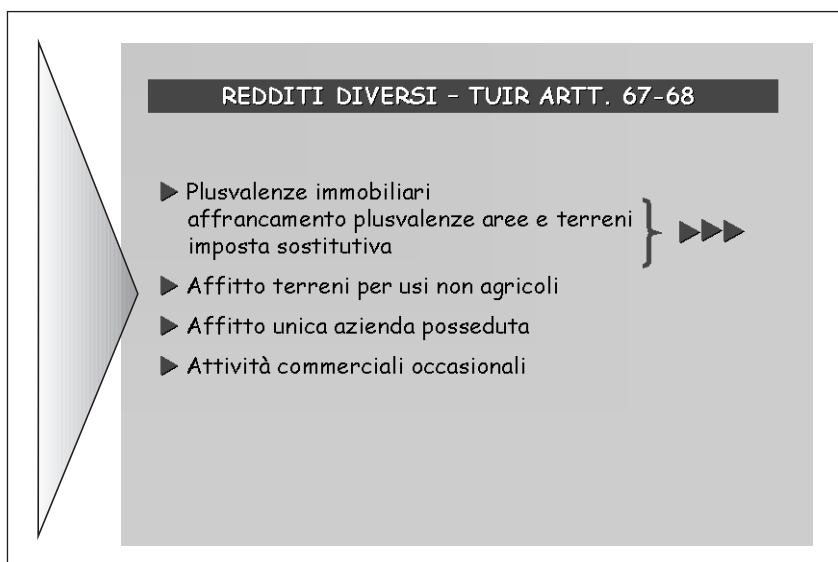 REDDITI DIVERSI – TUIR ARTT. 67-68
Plusvalenze immobiliari
affrancamento plusvalenze aree e terreni
imposta sostitutiva
Affitto terreni per usi non agricoli
Affitto unica azienda posseduta
Attività commerciali occasionali